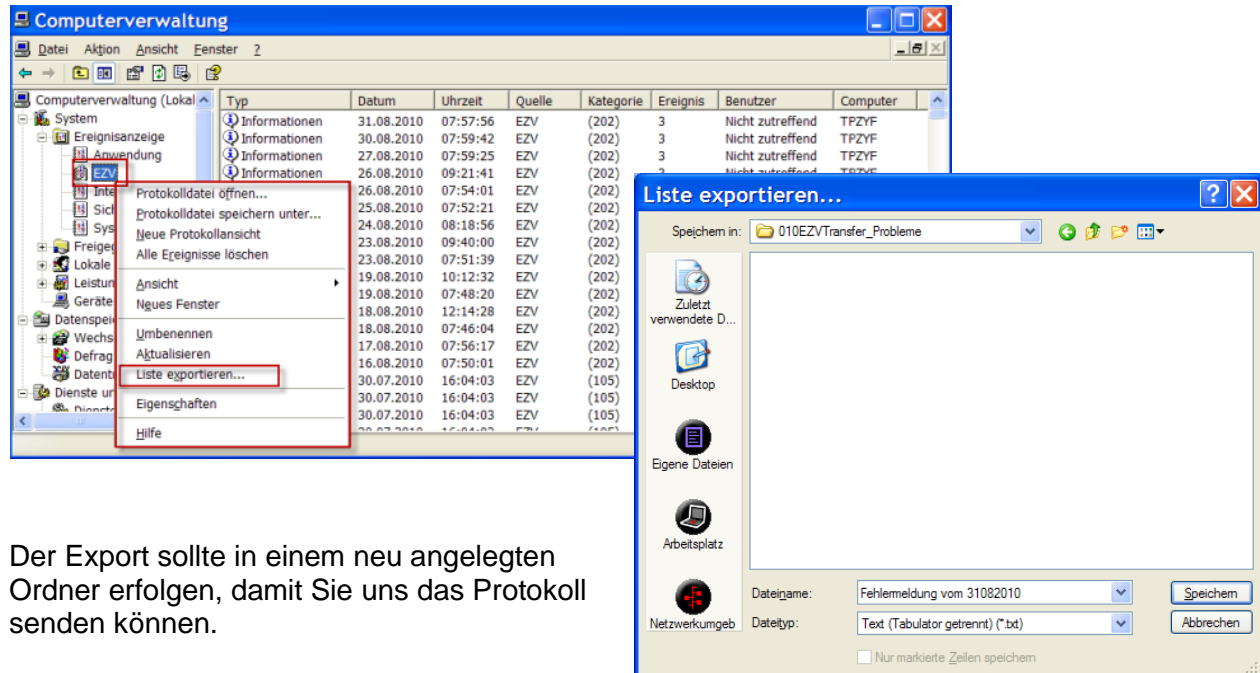 Computerverwaltung
Datei Aktion Ansicht Fenster ?
Computerverwaltung (Lokal
System
Ereignisanzeige
Anwendung
EZV
Inte
Sich
Sys
Freigeg
Lokale
Leistun
Geräte
Datenspei
Wechs
Defrag
Datent
Dienste ur
Typ Datum Uhrzeit Quelle Kategorie Ereignis Benutzer Computer
Informationen 31.08.2010 07:57:56 EZV (202) 3 Nicht zutreffend TPZYF
Informationen 30.08.2010 07:59:42 EZV (202) 3 Nicht zutreffend TPZYF
Informationen 27.08.2010 07:59:25 EZV (202) 3 Nicht zutreffend TPZYF
Informationen 26.08.2010 09:21:41 EZV (202) 3 Nicht zutreffend TPZYF
26.08.2010 07:54:01 EZV (202)
25.08.2010 07:52:21 EZV (202)
24.08.2010 08:18:56 EZV (202)
23.08.2010 09:40:00 EZV (202)
23.08.2010 07:51:39 EZV (202)
19.08.2010 10:12:32 EZV (202)
19.08.2010 07:48:20 EZV (202)
18.08.2010 12:14:28 EZV (202)
18.08.2010 07:46:04 EZV (202)
17.08.2010 07:56:17 EZV (202)
16.08.2010 07:50:01 EZV (202)
30.07.2010 16:04:03 EZV (105)
30.07.2010 16:04:03 EZV (105)
30.07.2010 16:04:03 EZV (105)
Protokolldatei öffnen...
Protokolldatei speichern unter...
Neue Protokollansicht
Alle Ereignisse löschen
Ansicht
Neues Fenster
Umbenennen
Aktualisieren
Liste exportieren...
Eigenschaften
Hilfe
Liste exportieren...
Speichern in: 010EZVTransfer_Probleme
Zuletzt
verwendete D...
Desktop
Eigene Dateien
Arbeitsplatz
Netzwerkumgeb
Dateiname: Fehlermeldung vom 31082010 Speichern
Dateityp: Text (Tabulator getrennt) (*.txt) Abbrechen
Nur markierte Zeilen speichern
Der Export sollte in einem neu angelegten
Ordner erfolgen, damit Sie uns das Protokoll
senden können.